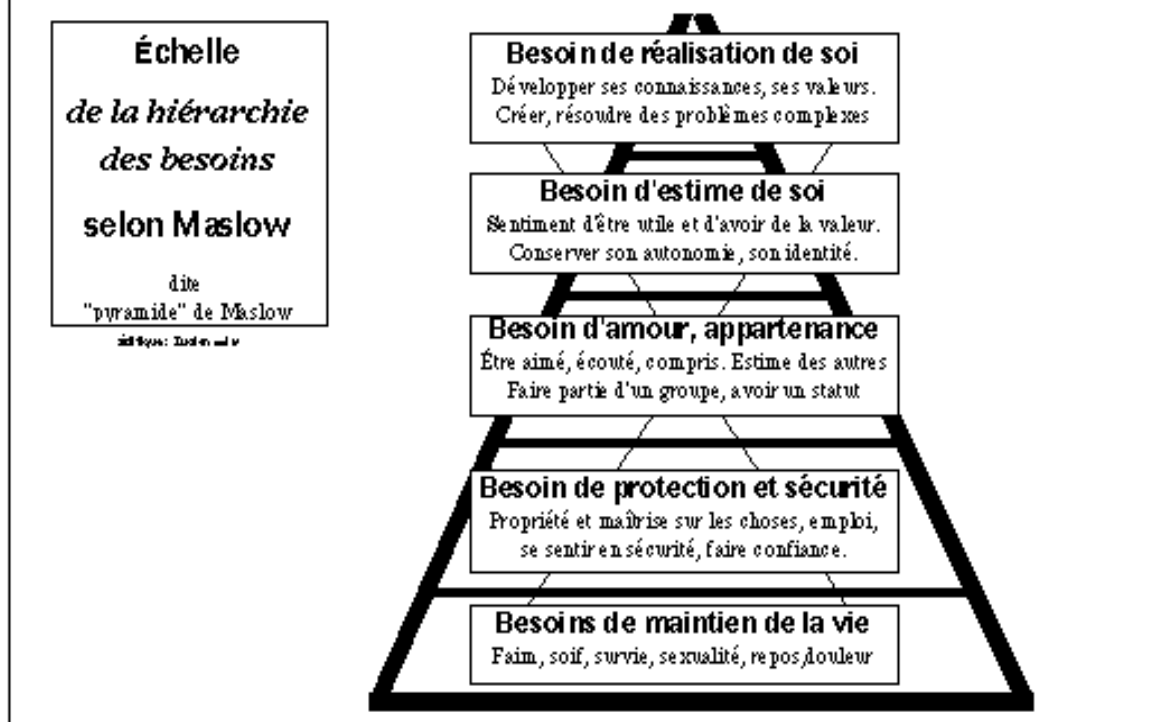 Échelle
de la hiérarchie
des besoins
selon Maslow
dite
"pyramide" de Maslow
Besoin de réalisation de soi
Développer ses connaissances, ses valeurs.
Créer, résoudre des problèmes complexes
Besoin d'estime de soi
Sentiment d'être utile et d'avoir de la valeur.
Conserver son autonomie, son identité.
Besoin d'amour, appartenance
Être aimé, écouté, compris. Estime des autres
Faire partie d'un groupe, avoir un statut
Besoin de protection et sécurité
Propriété et maîtrise sur les choses, emploi,
se sentir en sécurité, faire confiance.
Besoins de maintien de la vie
Faim, soif, survie, sexualité, repos,douleur